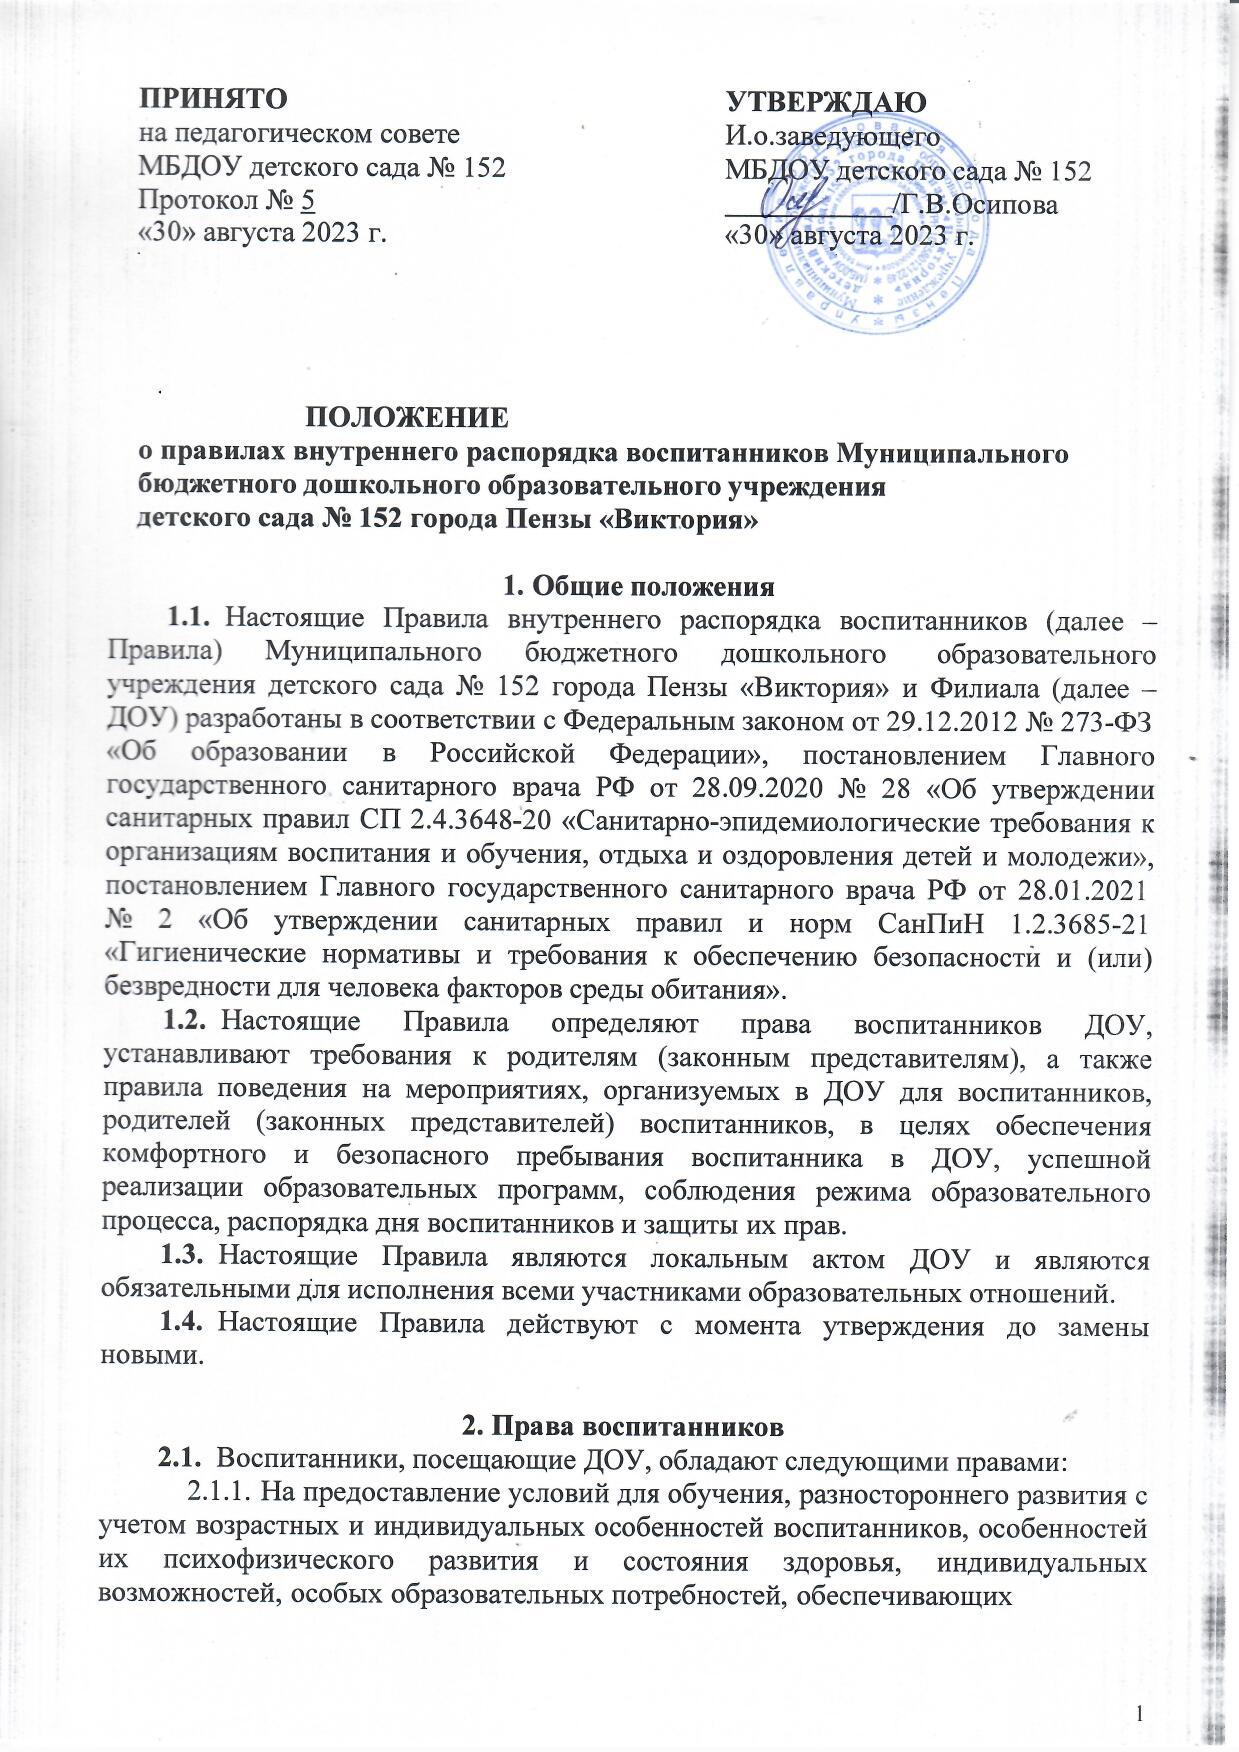 ПРИНЯТО
на педагогическом совете
МБДОУ детского сада № 152
Протокол № 5
«30» августа 2023 г.
УТВЕРЖДАЮ
И.о.заведующего
МБДОУ детского сада № 152
____________/Г.В.Осипова
«30» августа 2023 г.
ПОЛОЖЕНИЕ
о правилах внутреннего распорядка воспитанников Муниципального
бюджетного дошкольного образовательного учреждения
детского сада № 152 города Пензы «Виктория»
1. Общие положения
1.1. Настоящие Правила внутреннего распорядка воспитанников (далее –
Правила) Муниципального бюджетного дошкольного образовательного
учреждения детского сада № 152 города Пензы «Виктория» и Филиала (далее –
ДОУ) разработаны в соответствии с Федеральным законом от 29.12.2012 № 273-ФЗ
«Об образовании в Российской Федерации», постановлением Главного
государственного санитарного врача РФ от 28.09.2020 № 28 «Об утверждении
санитарных правил СП 2.4.3648-20 «Санитарно-эпидемиологические требования к
организациям воспитания и обучения, отдыха и оздоровления детей и молодежи»,
постановлением Главного государственного санитарного врача РФ от 28.01.2021
№ 2 «Об утверждении санитарных правил и норм СанПиН 1.2.3685-21
«Гигиенические нормативы и требования к обеспечению безопасности и (или)
безвредности для человека факторов среды обитания».
1.2. Настоящие Правила определяют права воспитанников ДОУ,
устанавливают требования к родителям (законным представителям), а также
правила поведения на мероприятиях, организуемых в ДОУ для воспитанников,
родителей (законных представителей) воспитанников, в целях обеспечения
комфортного и безопасного пребывания воспитанника в ДОУ, успешной
реализации образовательных программ, соблюдения режима образовательного
процесса, распорядка дня воспитанников и защиты их прав.
1.3. Настоящие Правила являются локальным актом ДОУ и являются
обязательными для исполнения всеми участниками образовательных отношений.
1.4. Настоящие Правила действуют с момента утверждения до замены
новыми.
2. Права воспитанников
2.1. Воспитанники, посещающие ДОУ, обладают следующими правами:
2.1.1. На предоставление условий для обучения, разностороннего развития с
учетом возрастных и индивидуальных особенностей воспитанников, особенностей
их психофизического развития и состояния здоровья, индивидуальных
возможностей, особых образовательных потребностей, обеспечивающих
1